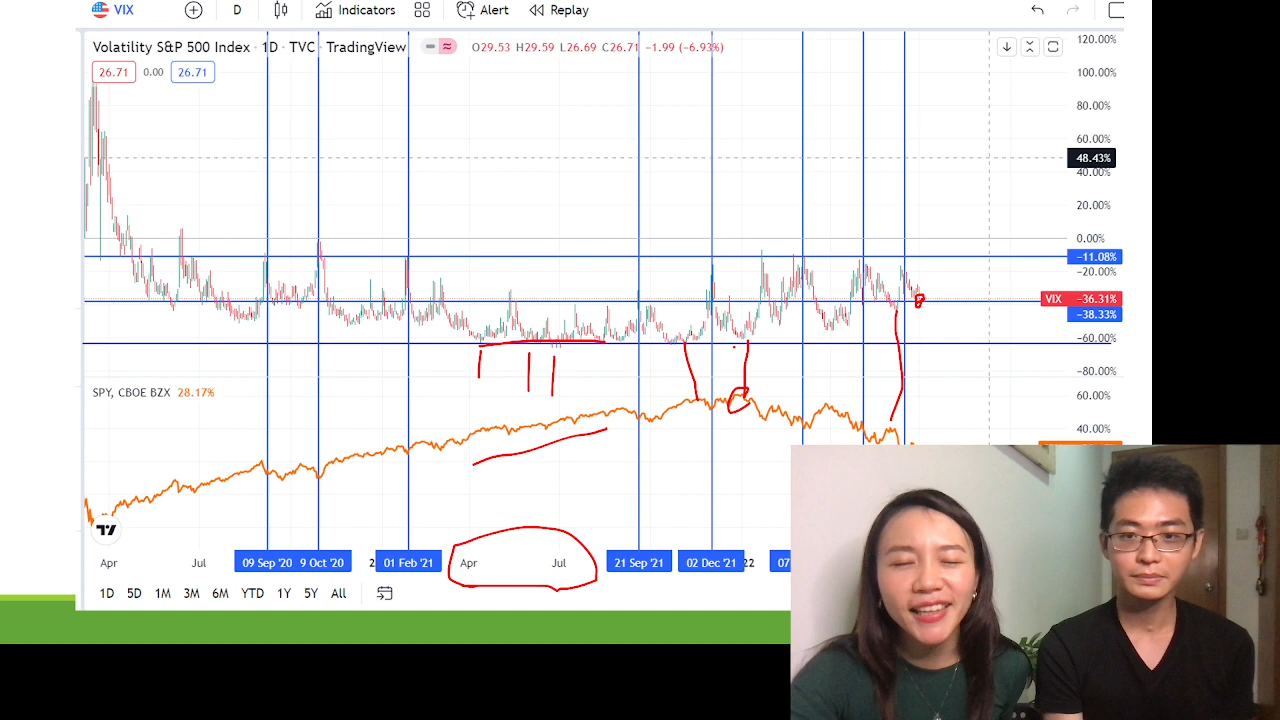 VIX D Indicators Alert Replay
Volatility S&P 500 Index · 1D · TVC · TradingView O29.53 H29.59 L26.69 C26.71 −1.99 (−6.93%)
26.71 0.00 26.71
120.00%
100.00%
80.00%
60.00%
48.43%
40.00%
20.00%
0.00%
−11.08%
−20.00%
VIX −36.31%
−38.33%
−60.00%
−80.00%
SPY, CBOE BZX 28.17%
60.00%
40.00%
Apr Jul 09 Sep '20 9 Oct '20 2 01 Feb '21 Apr Jul 21 Sep '21 02 Dec '21 22 07
1D 5D 1M 3M 6M YTD 1Y 5Y All